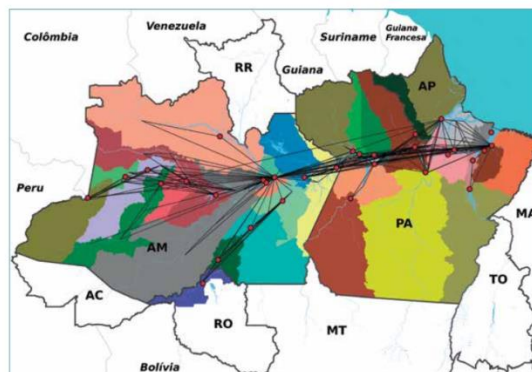 Venezuela
Colômbia
Suriname
Guiana
Francesa
RR
Guiana
AP
Peru
MA
AM
PA
AC
TO
RO
MT
Bolívia